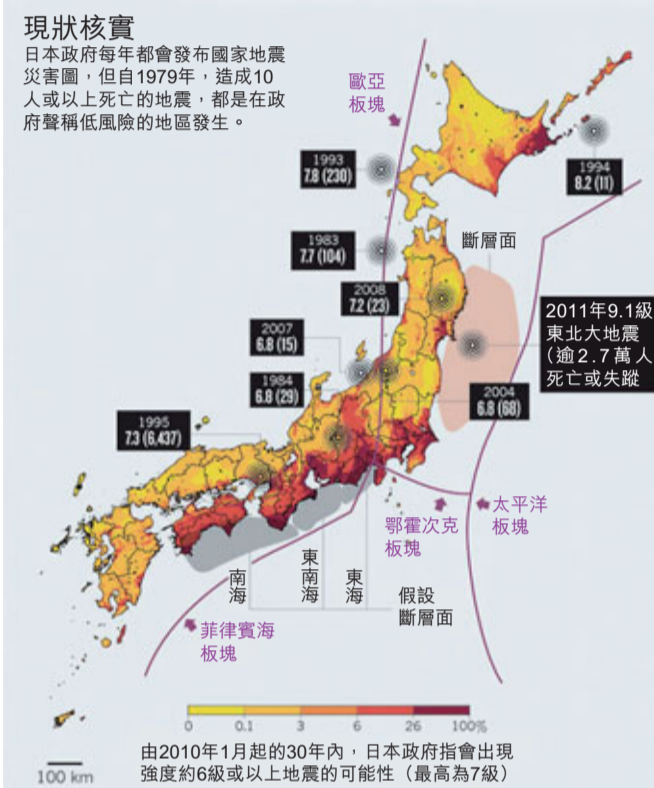 現狀核實
日本政府每年都會發布國家地震
災害圖，但自1979年，造成10
人或以上死亡的地震，都是在政
府聲稱低風險的地區發生。
歐亞
板塊
1993
7.8 (230)
1994
8.2 (11)
1983
7.7 (104)
斷層面
2008
7.2 (23)
2011年9.1級
東北大地震
（逾2.7萬人
死亡或失蹤
2007
6.8 (15)
1984
6.8 (29)
2004
6.8 (68)
1995
7.3 (6,437)
太平洋
板塊
鄂霍次克
板塊
南海
東南海
東海
假設
斷層面
菲律賓海
板塊
0 0.1 3 6 26 100%
由2010年1月起的30年內，日本政府指會出現
強度約6級或以上地震的可能性（最高為7級）
100 km